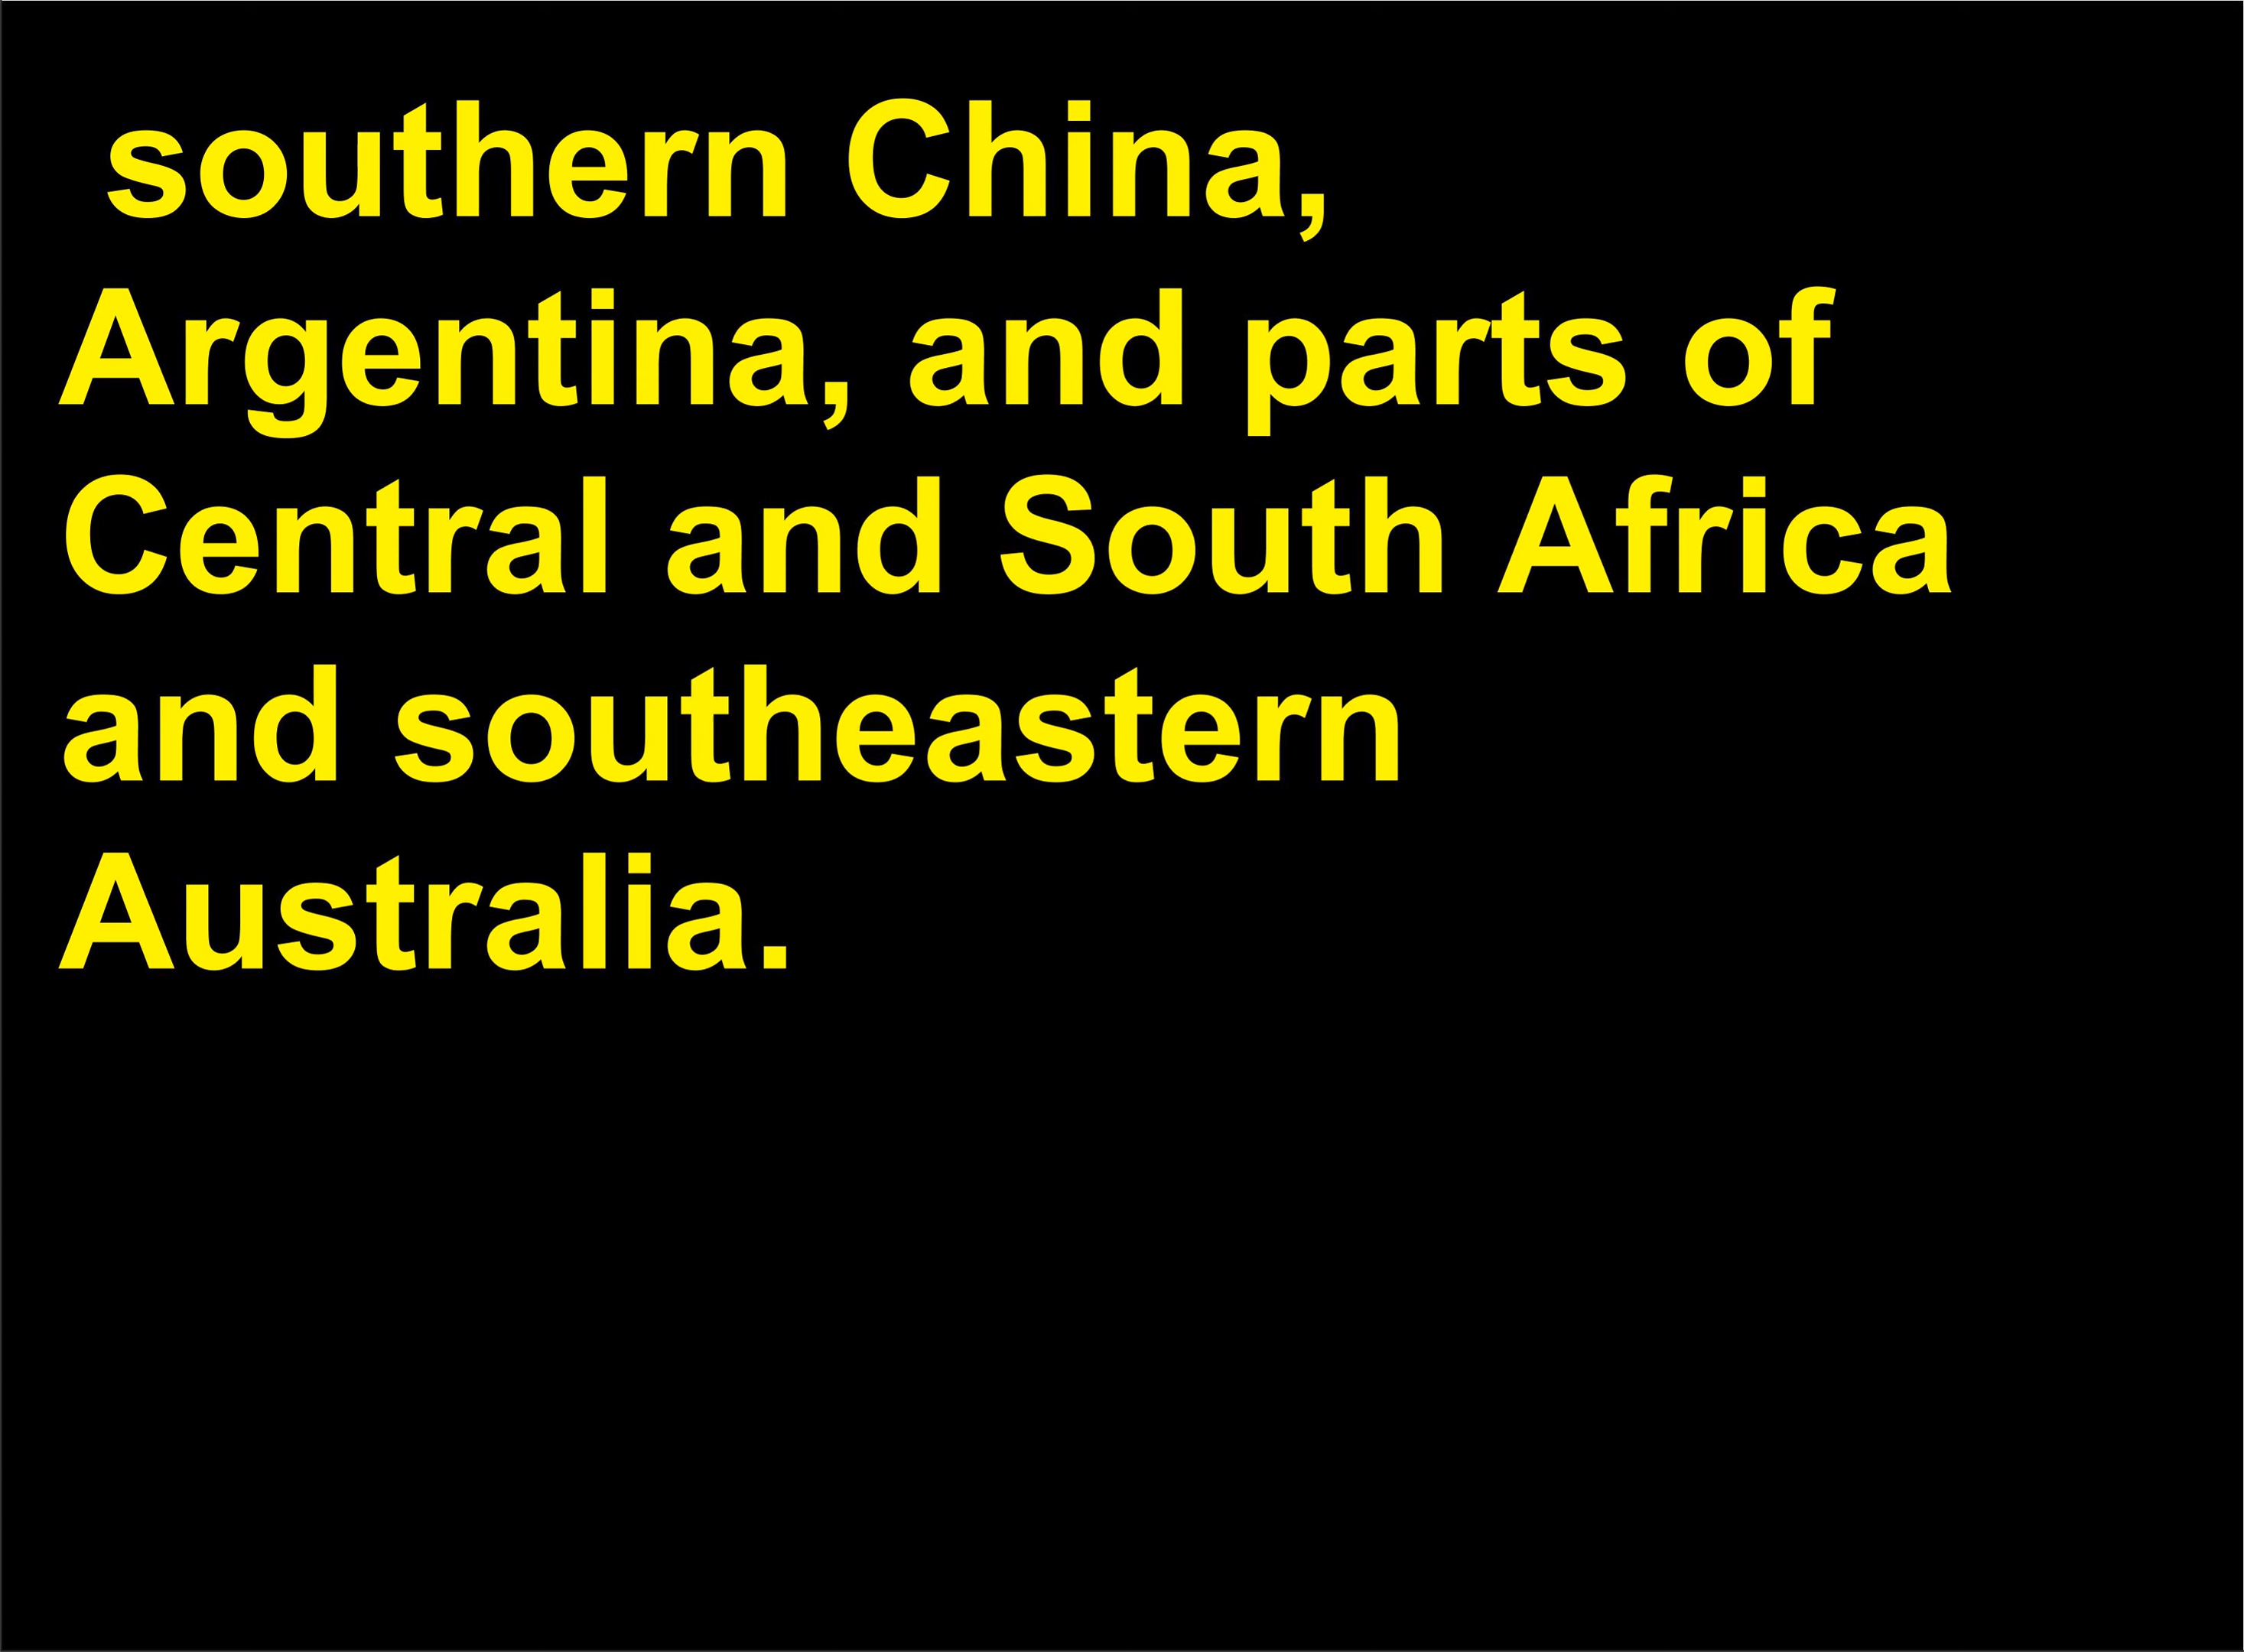 southern China,
Argentina, and parts of
Central and South Africa
and southeastern
Australia.